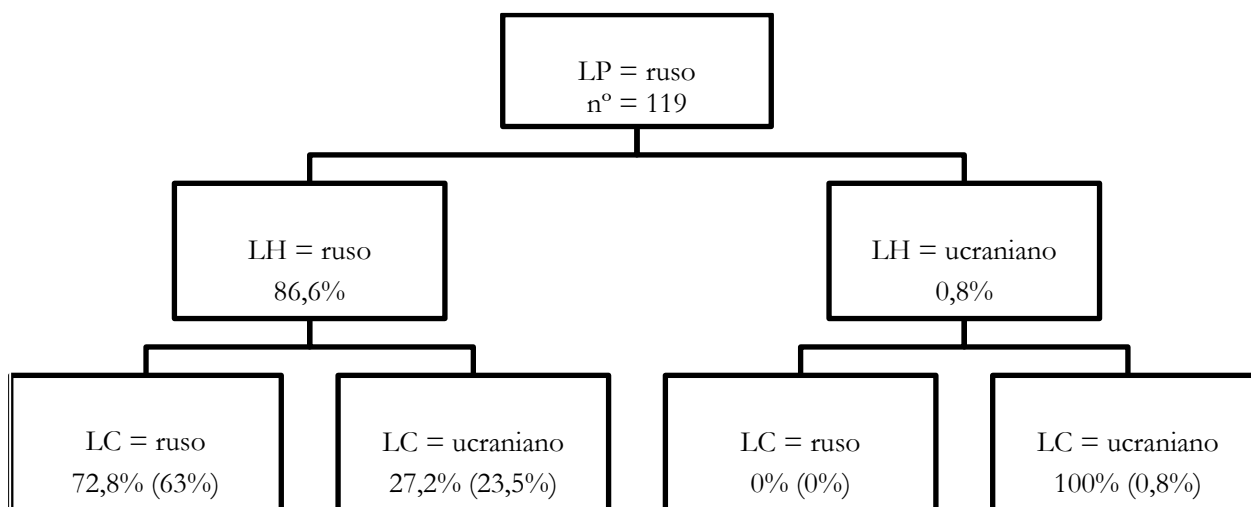 LP = ruso
nº = 119
LH = ruso
86,6%
LH = ucraniano
0,8%
LC = ruso
72,8% (63%)
LC = ucraniano
27,2% (23,5%)
LC = ruso
0% (0%)
LC = ucraniano
100% (0,8%)